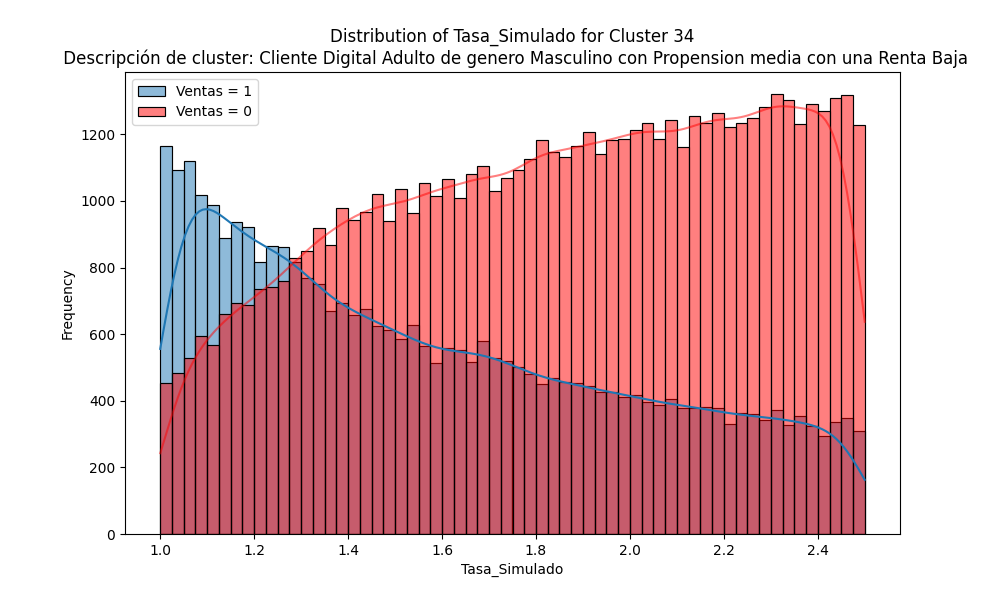 Distribution of Tasa_Simulado for Cluster 34
Descripción de cluster: Cliente Digital Adulto de genero Masculino con Propension media con una Renta Baja
Ventas = 1
Ventas = 0
Frequency
1200
1000
800
600
400
200
0
1.0 1.2 1.4 1.6 1.8 2.0 2.2 2.4
Tasa_Simulado